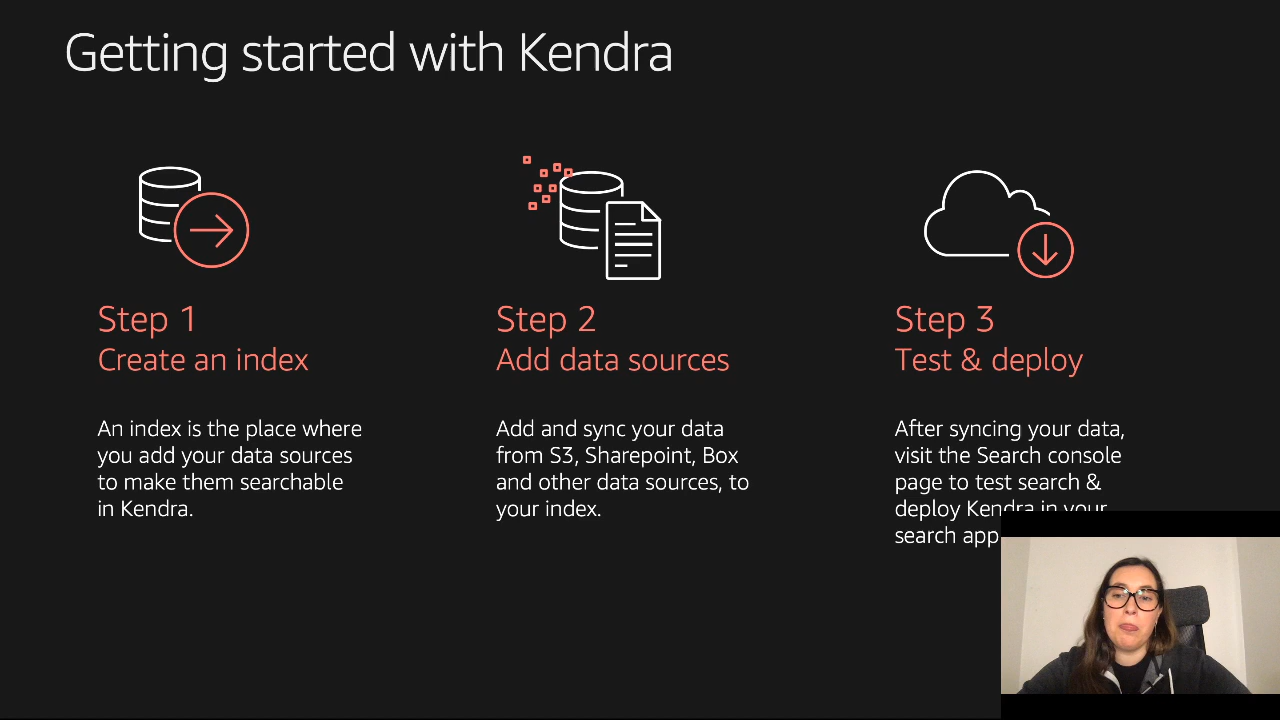 Getting started with Kendra
Step 1
Create an index
An index is the place where
you add your data sources
to make them searchable
in Kendra.
Step 2
Add data sources
Add and sync your data
from S3, Sharepoint, Box
and other data sources, to
your index.
Step 3
Test & deploy
After syncing your data,
visit the Search console
page to test search &
deploy Kendra in your
search app